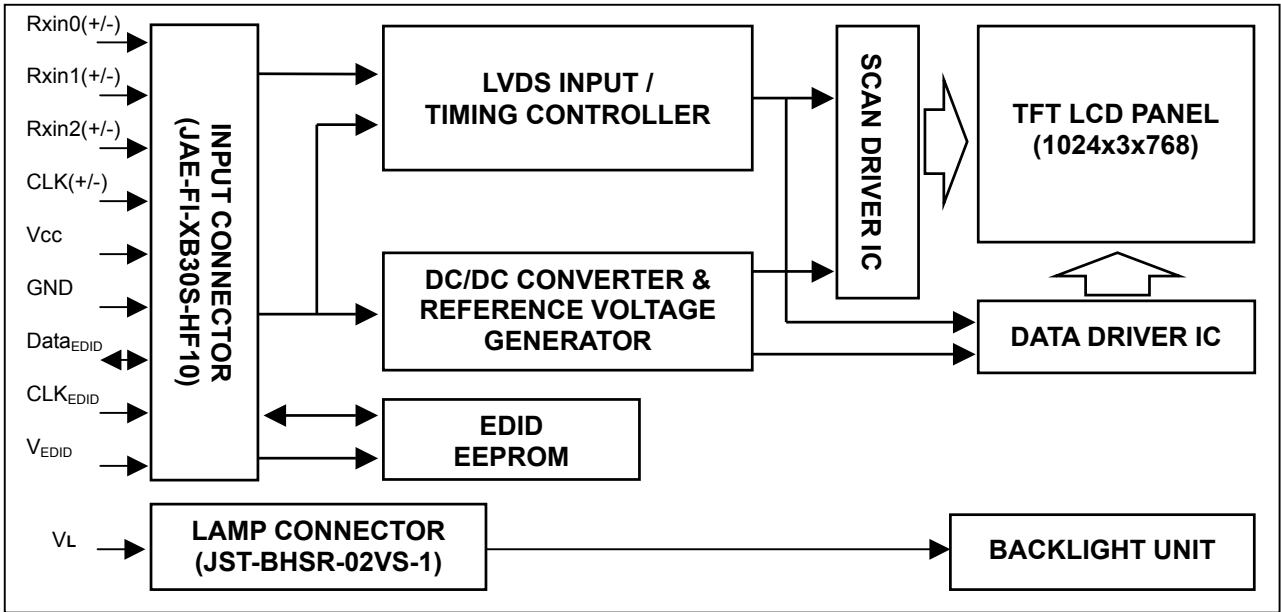 Rxin0(+/-)
Rxin1(+/-)
Rxin2(+/-)
CLK(+/-)
Vcc
GND
DataEDID
CLKEDID
VEDID
VL
INPUT CONNECTOR
(JAE-FI-XB30S-HF10)
LVDS INPUT /
TIMING CONTROLLER
DC/DC CONVERTER &
REFERENCE VOLTAGE
GENERATOR
EDID
EEPROM
SCAN DRIVER IC
TFT LCD PANEL
(1024x3x768)
DATA DRIVER IC
LAMP CONNECTOR
(JST-BHSR-02VS-1)
BACKLIGHT UNIT